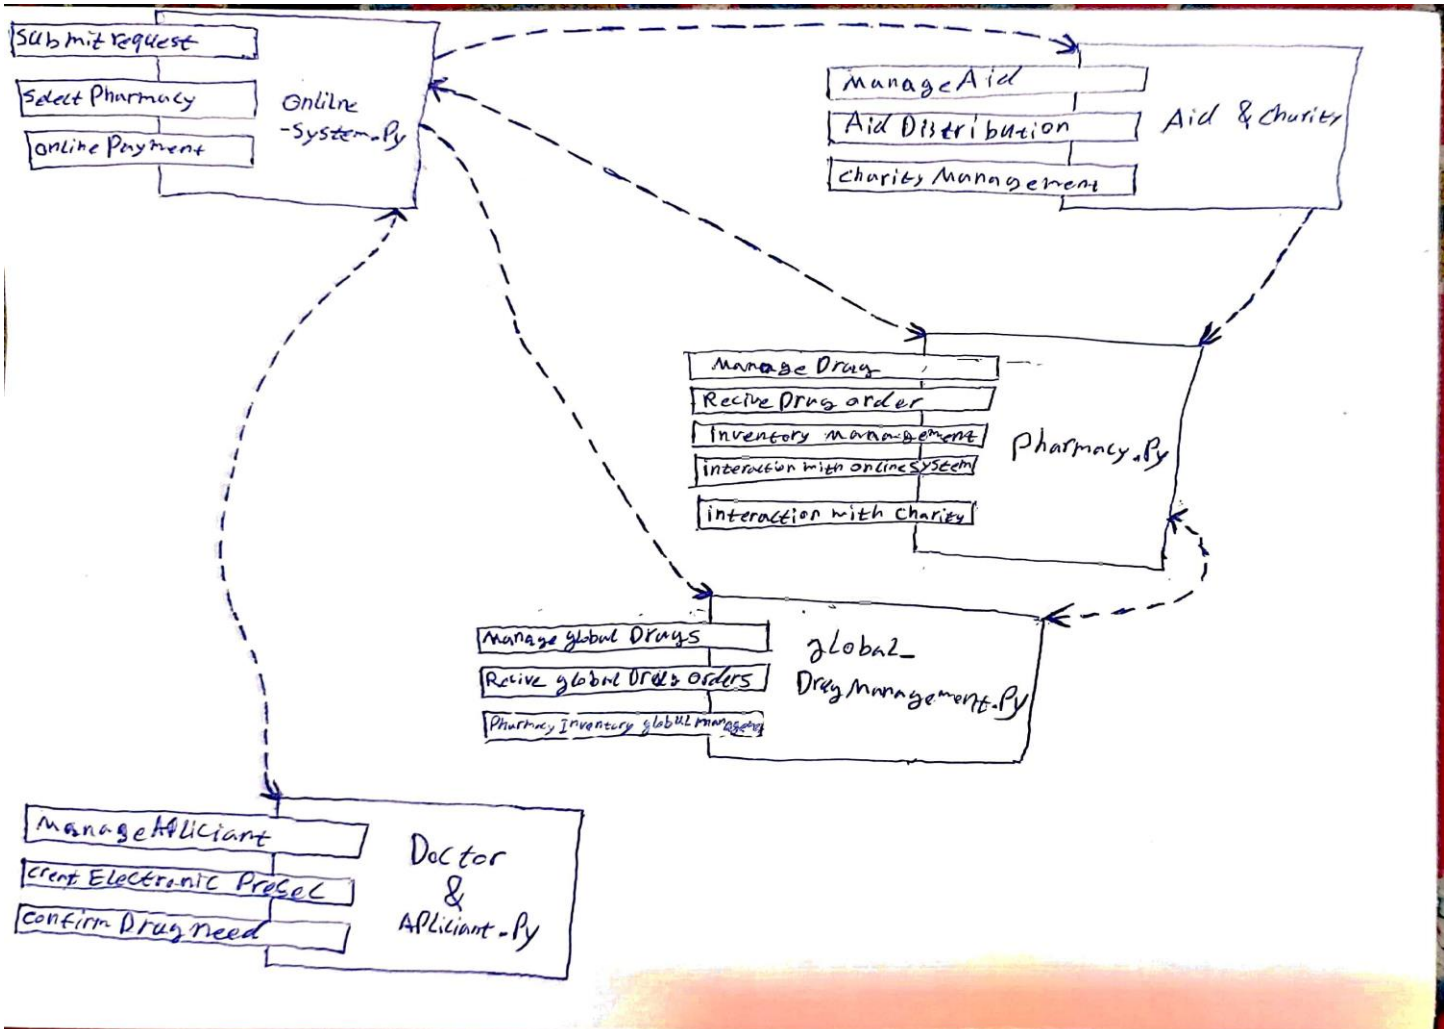 Submit request
Select Pharmacy
online Payment
Online
-System.Py
Manage Aid
Aid Distribution
charity Management
Aid & charity
Manage Drug
Recive Drug order
Inventory management
interaction with online system
interaction with charity
Pharmacy.Py
Manage global Drugs
Recive global Drug orders
Pharmacy Inventory global
global_
Drug Management.Py
Manage APliciant
Creat Electronic
confirm Drug need
Doctor
&
APliciant.Py